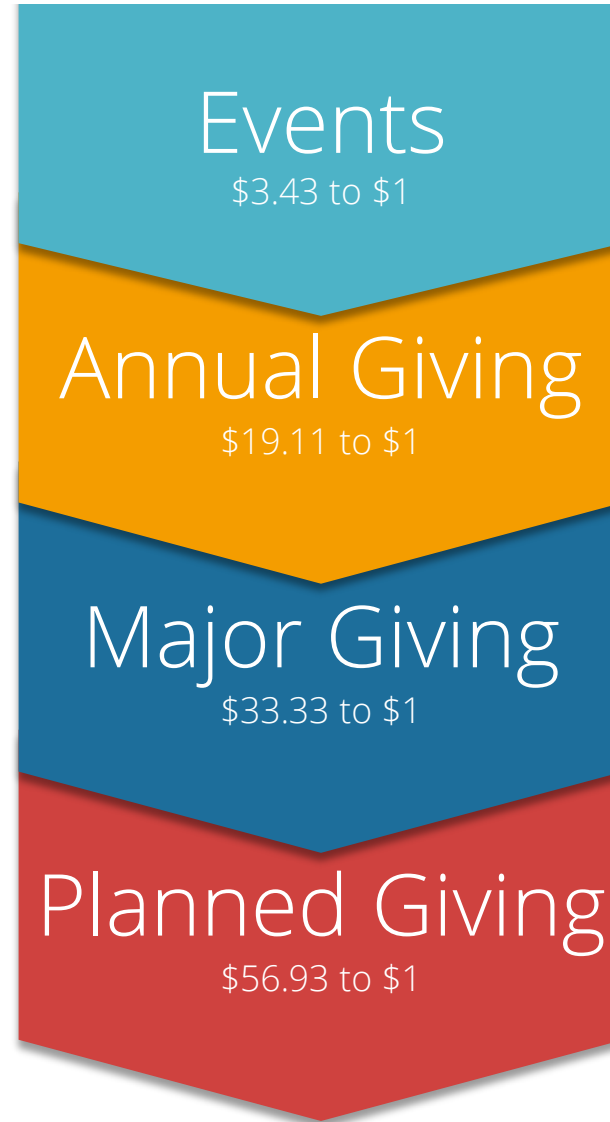 Events
$3.43 to $1
Annual Giving
$19.11 to $1
Major Giving
$33.33 to $1
Planned Giving
$56.93 to $1